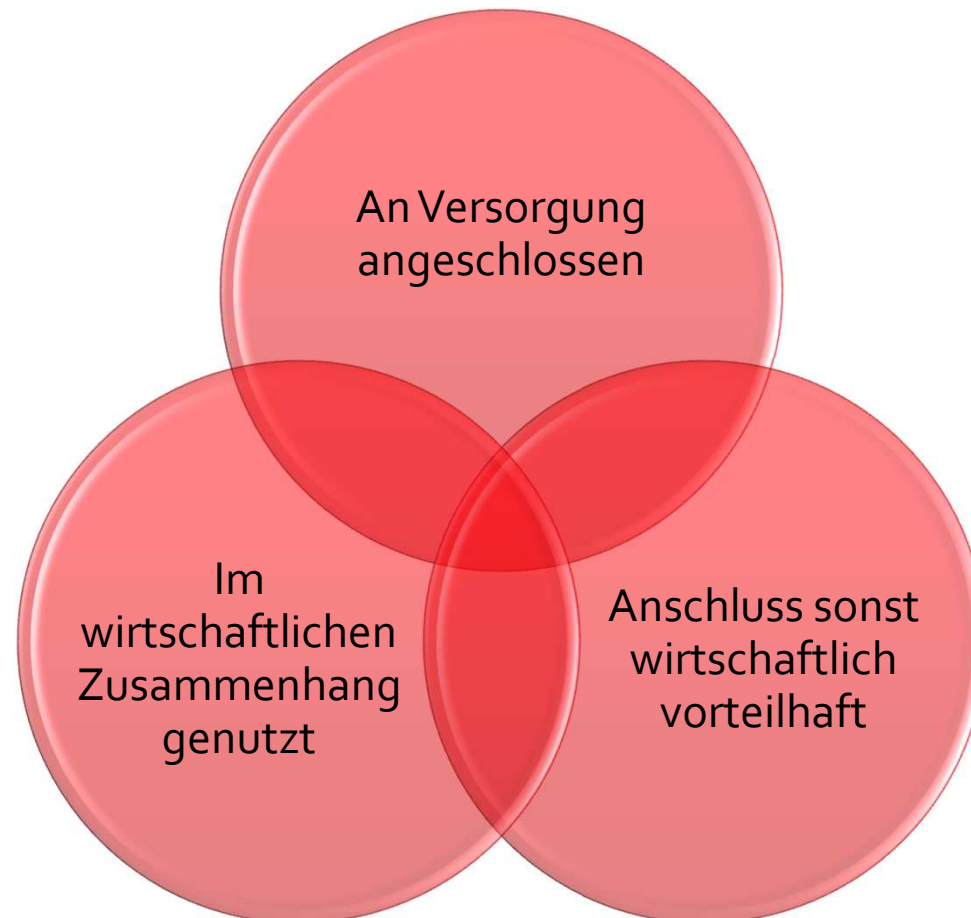 An Versorgung
angeschlossen
Im
wirtschaftlichen
Zusammenhang
genutzt
Anschluss sonst
wirtschaftlich
vorteilhaft